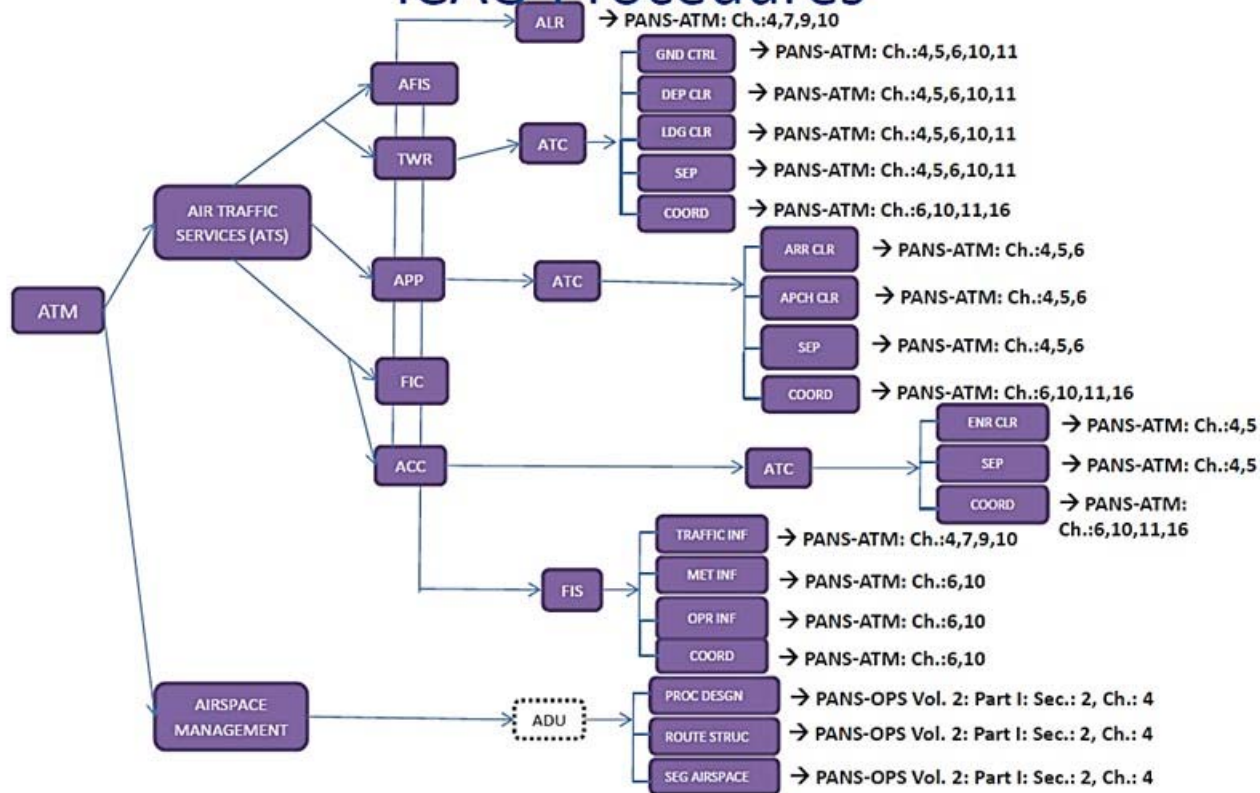 ICAO Procedures
ALR → PANS-ATM: Ch.:4,7,9,10
GND CTRL → PANS-ATM: Ch.:4,5,6,10,11
AFIS
DEP CLR → PANS-ATM: Ch.:4,5,6,10,11
TWR
ATC
LDG CLR → PANS-ATM: Ch.:4,5,6,10,11
SEP → PANS-ATM: Ch.:4,5,6,10,11
AIR TRAFFIC
SERVICES (ATS)
COORD → PANS-ATM: Ch.:6,10,11,16
ARR CLR → PANS-ATM: Ch.:4,5,6
APP
ATC
APCH CLR → PANS-ATM: Ch.:4,5,6
ATM
SEP → PANS-ATM: Ch.:4,5,6
FIC
COORD → PANS-ATM: Ch.:6,10,11,16
ENR CLR → PANS-ATM: Ch.:4,5
ACC
ATC
SEP → PANS-ATM: Ch.:4,5
COORD → PANS-ATM:
Ch.:6,10,11,16
TRAFFIC INF → PANS-ATM: Ch.:4,7,9,10
MET INF → PANS-ATM: Ch.:6,10
FIS
OPR INF → PANS-ATM: Ch.:6,10
COORD → PANS-ATM: Ch.:6,10
PROC DESGN → PANS-OPS Vol. 2: Part I: Sec.: 2, Ch.: 4
AIRSPACE
MANAGEMENT
ADU
ROUTE STRUC → PANS-OPS Vol. 2: Part I: Sec.: 2, Ch.: 4
SEG AIRSPACE → PANS-OPS Vol. 2: Part I: Sec.: 2, Ch.: 4